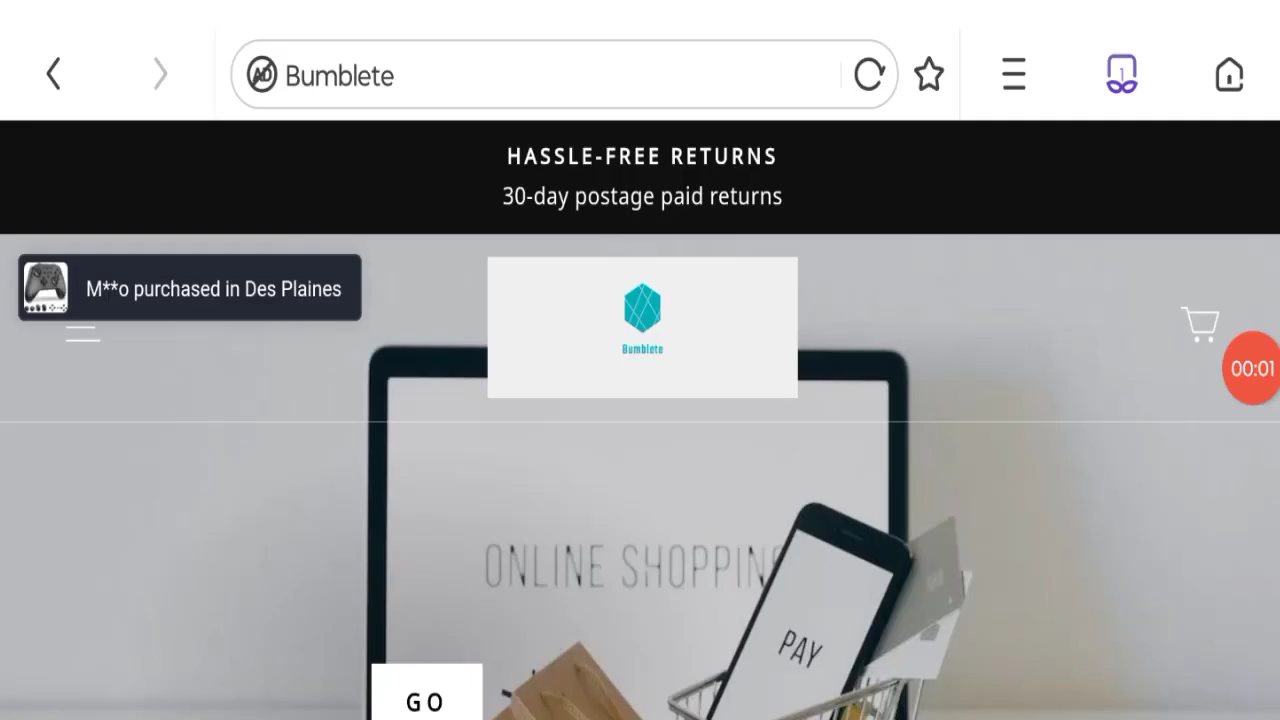 Bumblete
HASSLE-FREE RETURNS
30-day postage paid returns
M**o purchased in Des Plaines
Bumblete
00:01
ONLINE SHOPPING
PAY
GO